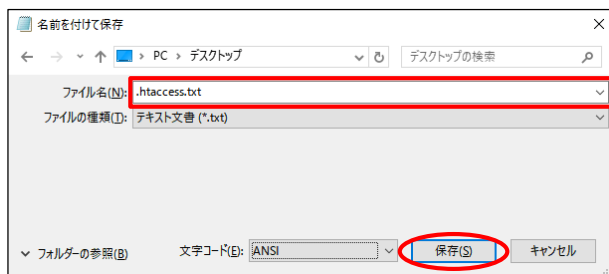 名前を付けて保存
PC > デスクトップ デスクトップの検索
ファイル名(N): .htaccess.txt
ファイルの種類(T): テキスト文書 (*.txt)
フォルダーの参照(B) 文字コード(E): ANSI 保存(S) キャンセル